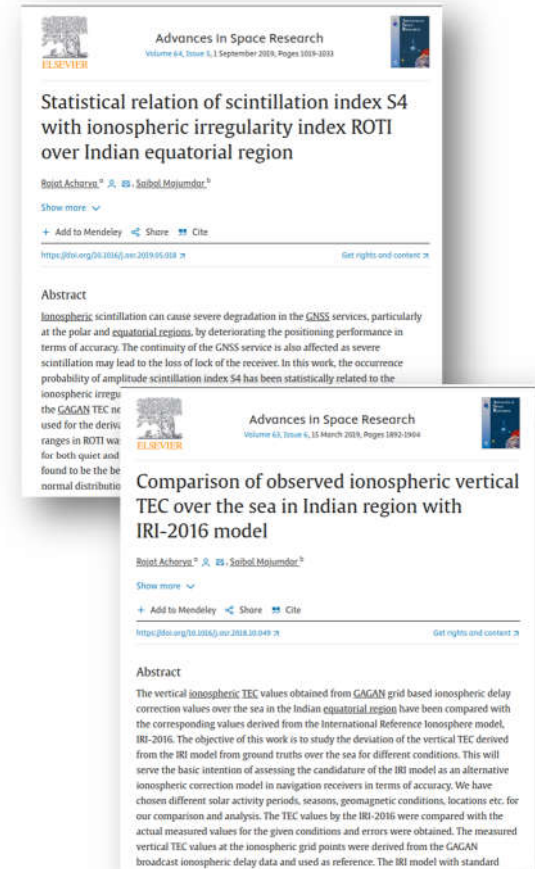 Advances in Space Research
Volume 64, Issue 5, 1 September 2019, Pages 1019-1033
ELSEVIER
Statistical relation of scintillation index S4
with ionospheric irregularity index ROTI
over Indian equatorial region
Rajat Acharya a, Saibal Majumdar b
Show more
+ Add to Mendeley Share Cite
https://doi.org/10.1016/j.asr.2019.05.018 Get rights and content
Abstract
Ionospheric scintillation can cause severe degradation in the GNSS services, particularly
at the polar and equatorial regions, by deteriorating the positioning performance in
terms of accuracy. The continuity of the GNSS service is also affected as severe
scintillation may lead to the loss of lock of the receiver. In this work, the occurrence
probability of amplitude scintillation index S4 has been statistically related to the
ionospheric irregu
the GAGAN TEC ne
used for the deriva
ranges in ROTI wa
for both quiet and
found to be the be
normal distributio
Advances in Space Research
Volume 63, Issue 6, 15 March 2019, Pages 1892-1904
ELSEVIER
Comparison of observed ionospheric vertical
TEC over the sea in Indian region with
IRI-2016 model
Rajat Acharya a, Saibal Majumdar b
Show more
+ Add to Mendeley Share Cite
https://doi.org/10.1016/j.asr.2018.10.049 Get rights and content
Abstract
The vertical ionospheric TEC values obtained from GAGAN grid based ionospheric delay
correction values over the sea in the Indian equatorial region have been compared with
the corresponding values derived from the International Reference Ionosphere model,
IRI-2016. The objective of this work is to study the deviation of the vertical TEC derived
from the IRI model from ground truths over the sea for different conditions. This will
serve the basic intention of assessing the candidature of the IRI model as an alternative
ionospheric correction model in navigation receivers in terms of accuracy. We have
chosen different solar activity periods, seasons, geomagnetic conditions, locations etc. for
our comparison and analysis. The TEC values by the IRI-2016 were compared with the
actual measured values for the given conditions and errors were obtained. The measured
vertical TEC values at the ionospheric grid points were derived from the GAGAN
broadcast ionospheric delay data and used as reference. The IRI model with standard